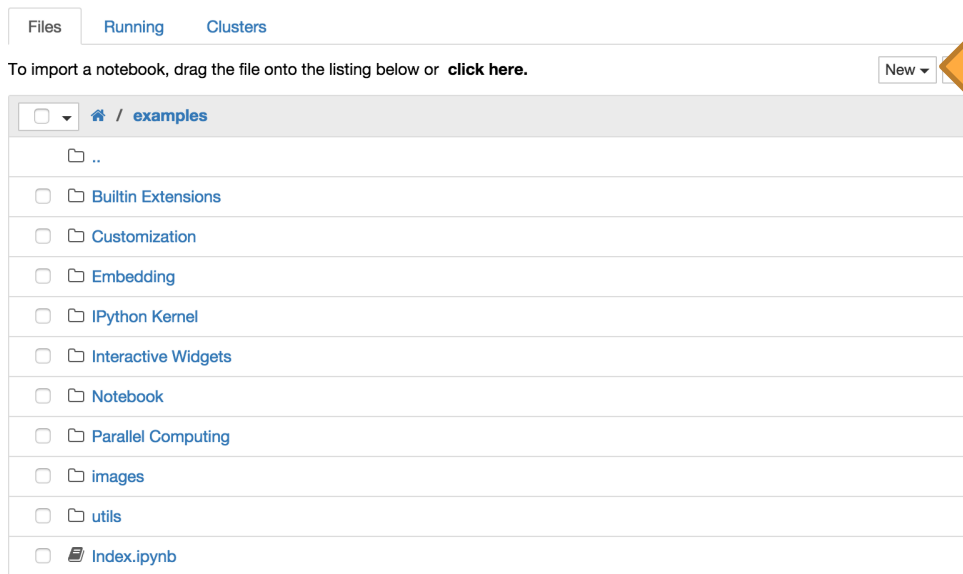 Files Running Clusters
To import a notebook, drag the file onto the listing below or click here. New
/ examples
..
Builtin Extensions
Customization
Embedding
IPython Kernel
Interactive Widgets
Notebook
Parallel Computing
images
utils
Index.ipynb